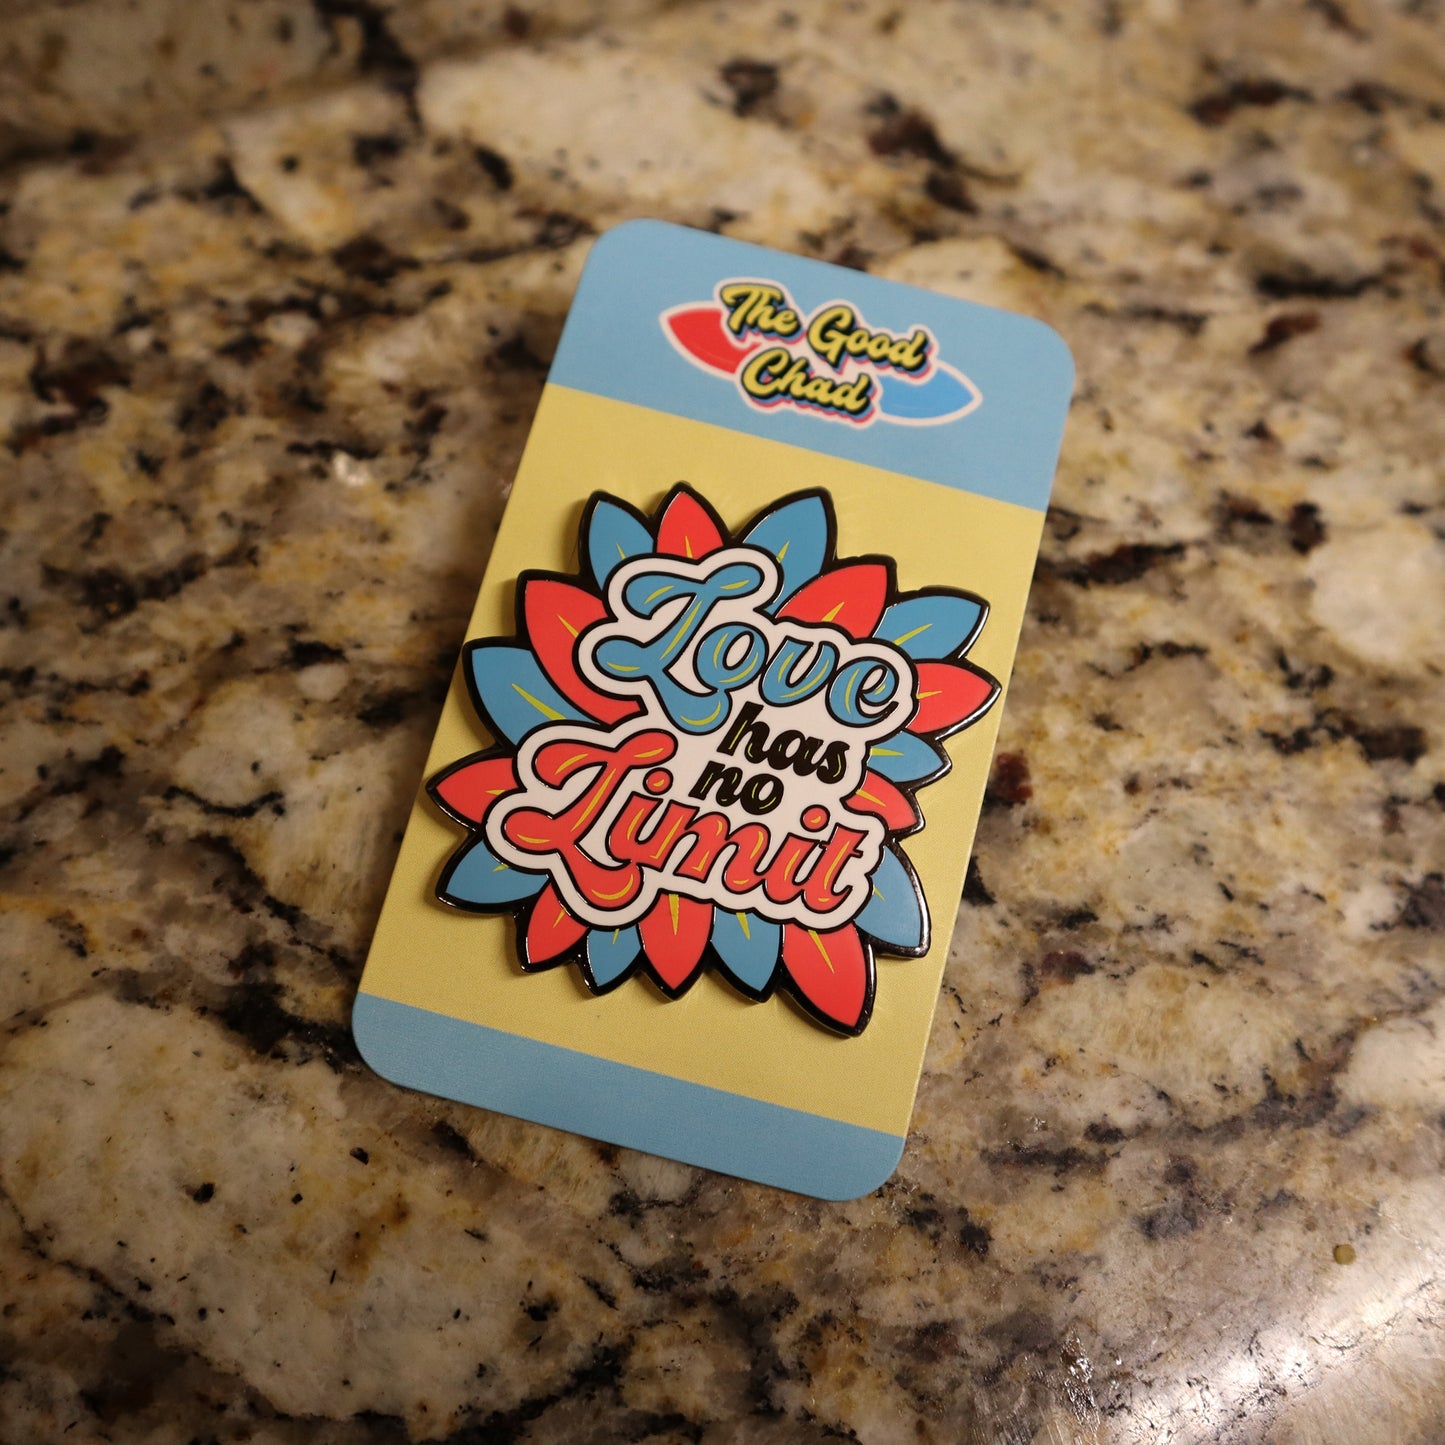 The Good
Chad
Love
has
no
Limit